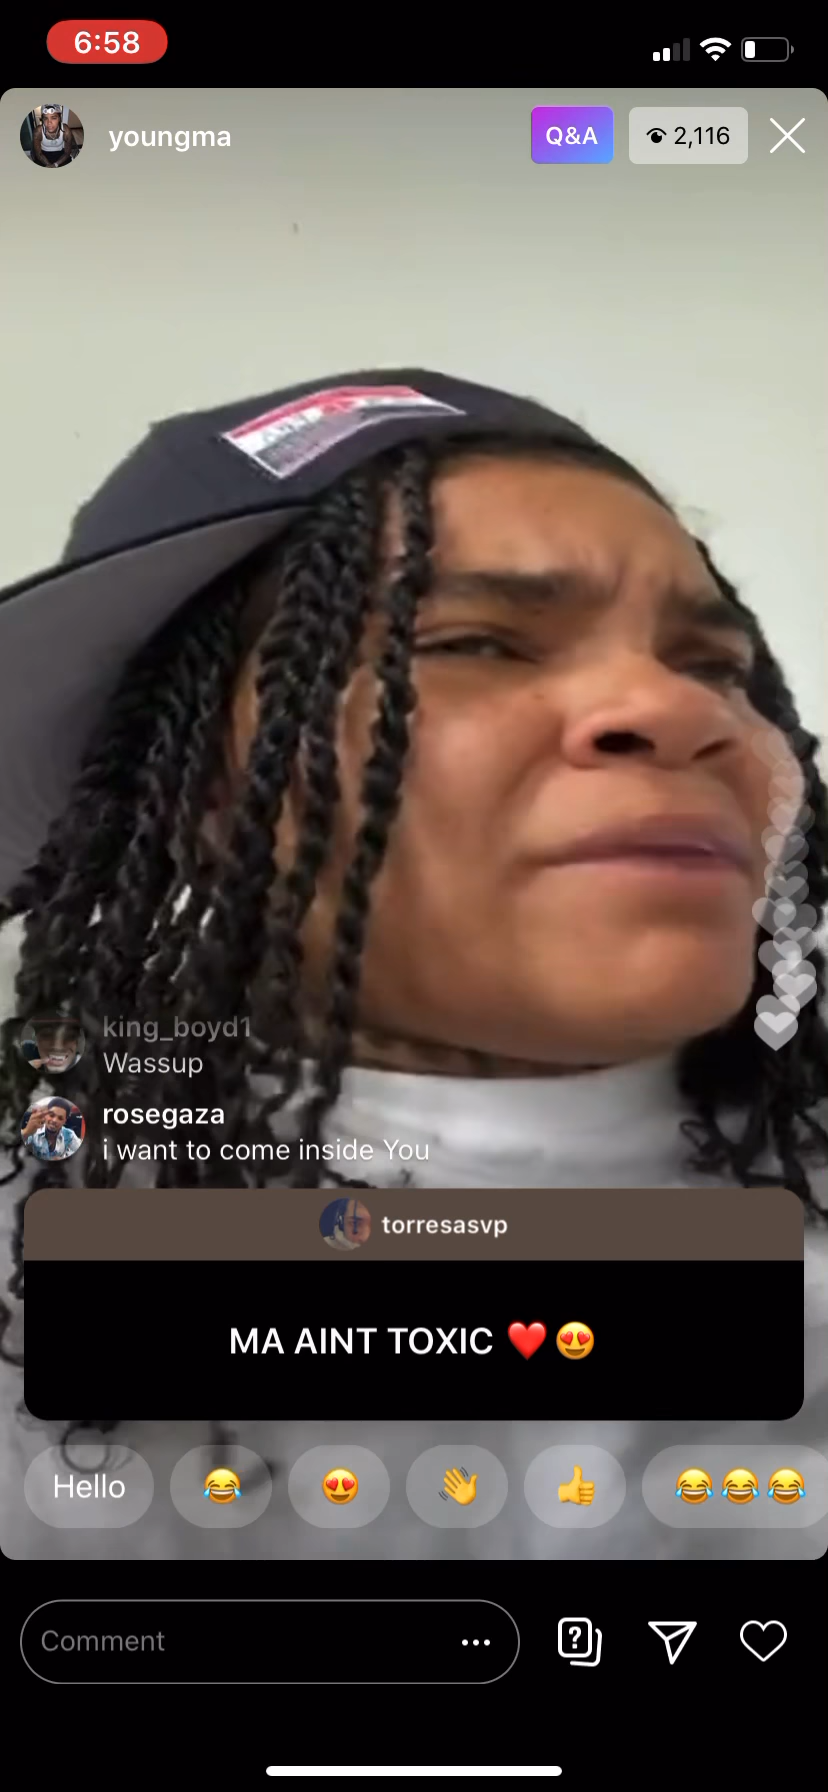 6:58
youngma
Q&A
2,116
king_boyd1
Wassup
rosegaza
i want to come inside You
torresasvp
MA AINT TOXIC ❤️😍
Hello 😂 😍 👋 👍 😂😂😂
Comment